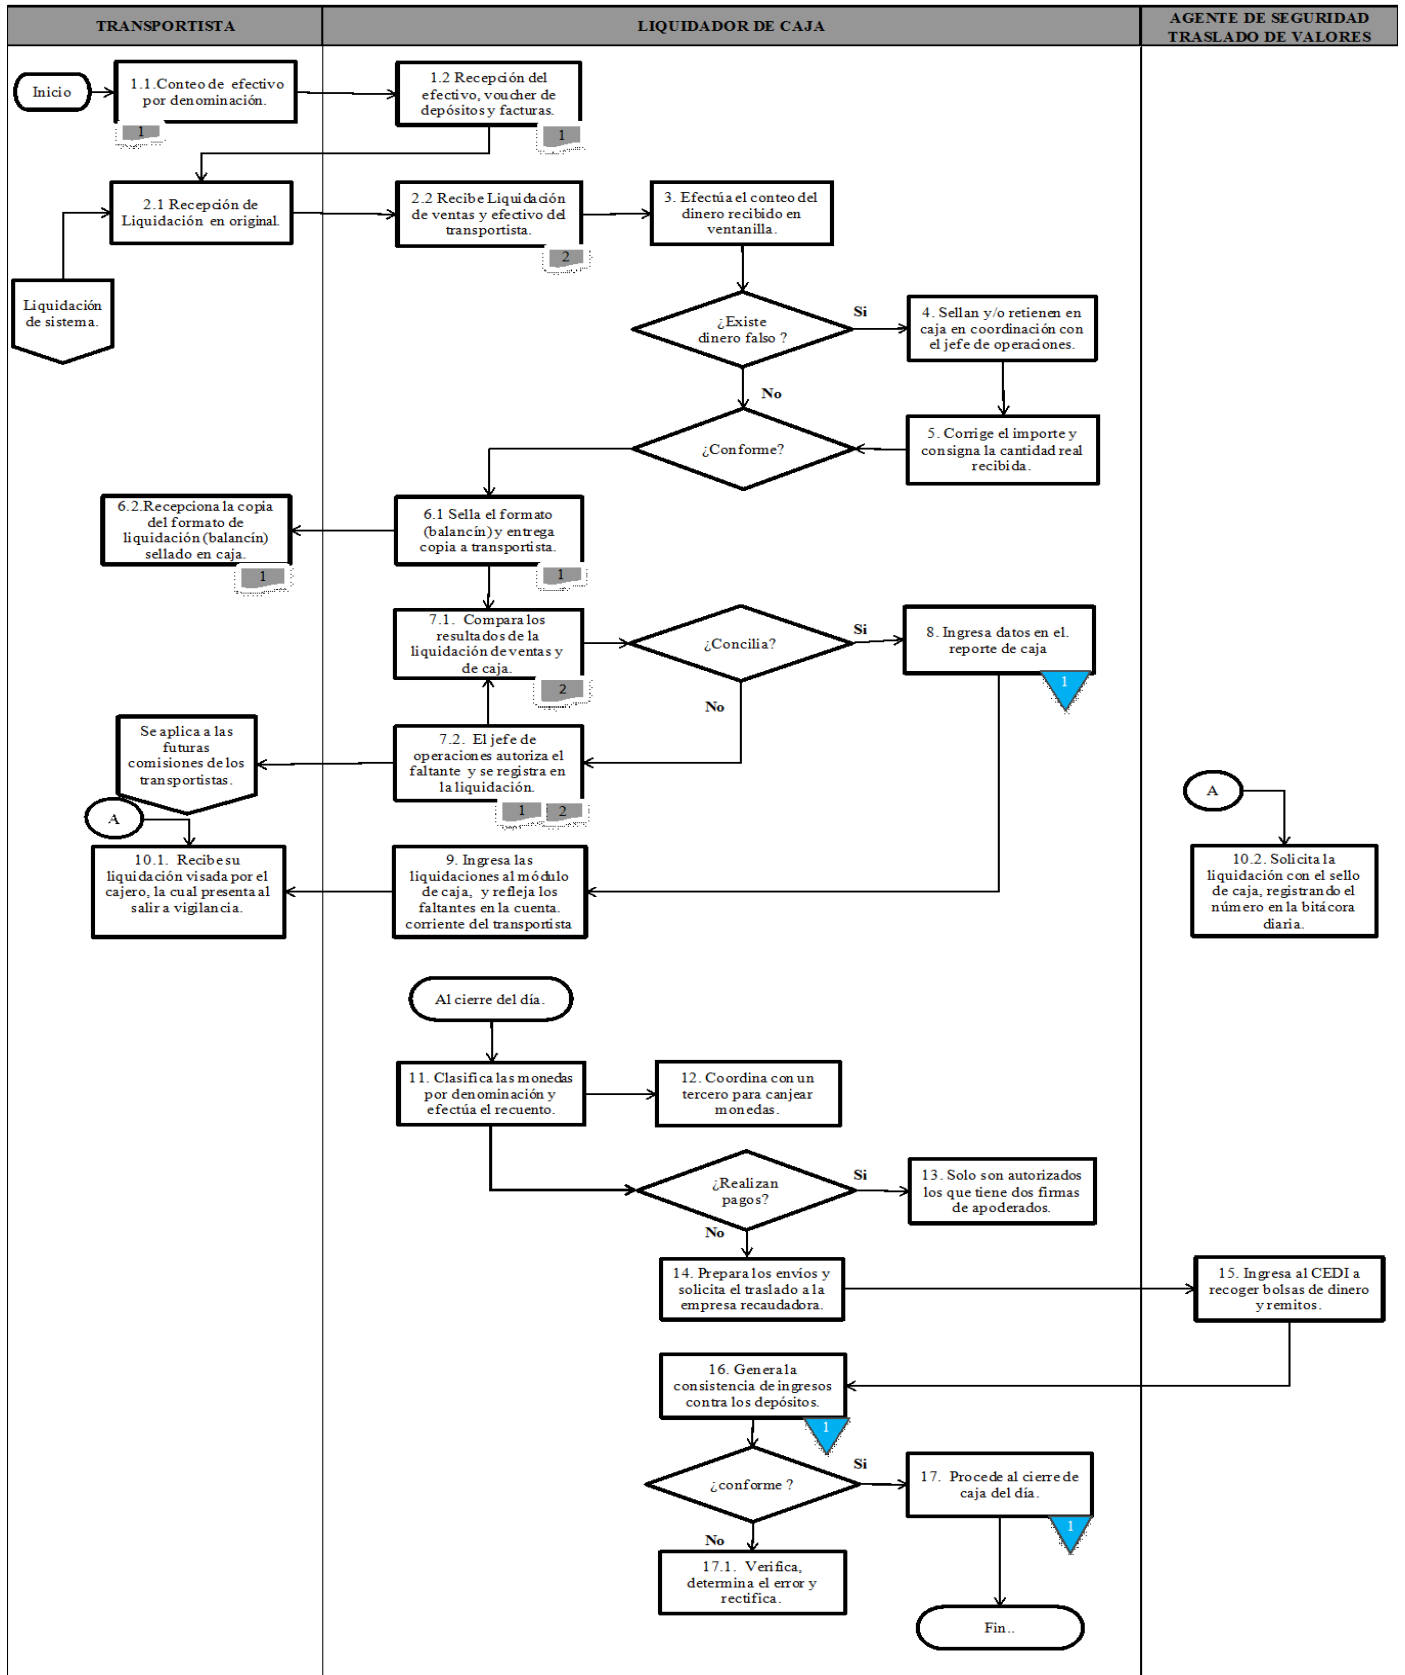 TRANSPORTISTA
LIQUIDADOR DE CAJA
AGENTE DE SEGURIDAD
TRASLADO DE VALORES
Inicio
1.1.Conteo de efectivo
por denominación.
1
1.2 Recepción del
efectivo, voucher de
depósitos y facturas.
1
2.1 Recepción de
Liquidación en original.
2.2 Recibe Liquidación
de ventas y efectivo del
transportista.
2
3. Efectúa el conteo del
dinero recibido en
ventanilla.
Liquidación
de sistema.
¿Existe
dinero falso ?
Si
No
4. Sellan y/o retienen en
caja en coordinación con
el jefe de operaciones.
¿Conforme?
5. Corrige el importe y
consigna la cantidad real
recibida.
6.2.Recepciona la copia
del formato de
liquidación (balancín)
sellado en caja.
1
6.1 Sella el formato
(balancín) y entrega
copia a transportista.
1
7.1. Compara los
resultados de la
liquidación de ventas y
de caja.
2
¿Concilia?
Si
No
8. Ingresa datos en el.
reporte de caja
1
Se aplica a las
futuras
comisiones de los
transportistas.
7.2. El jefe de
operaciones autoriza el
faltante y se registra en
la liquidación.
1
2
A
A
10.1. Recibe su
liquidación visada por el
cajero, la cual presenta al
salir a vigilancia.
9. Ingresa las
liquidaciones al módulo
de caja, y refleja los
faltantes en la cuenta.
corriente del transportista
10.2. Solicita la
liquidación con el sello
de caja, registrando el
número en la bitácora
diaria.
Al cierre del día.
11. Clasifica las monedas
por denominación y
efectúa el recuento.
12. Coordina con un
tercero para canjear
monedas.
¿Realizan
pagos?
Si
No
13. Solo son autorizados
los que tiene dos firmas
de apoderados.
14. Prepara los envíos y
solicita el traslado a la
empresa recaudadora.
15. Ingresa al CEDI a
recoger bolsas de dinero
y remitos.
16. Genera la
consistencia de ingresos
contra los depósitos.
1
¿conforme ?
Si
No
17. Procede al cierre de
caja del día.
1
17.1. Verifica,
determina el error y
rectifica.
Fin..